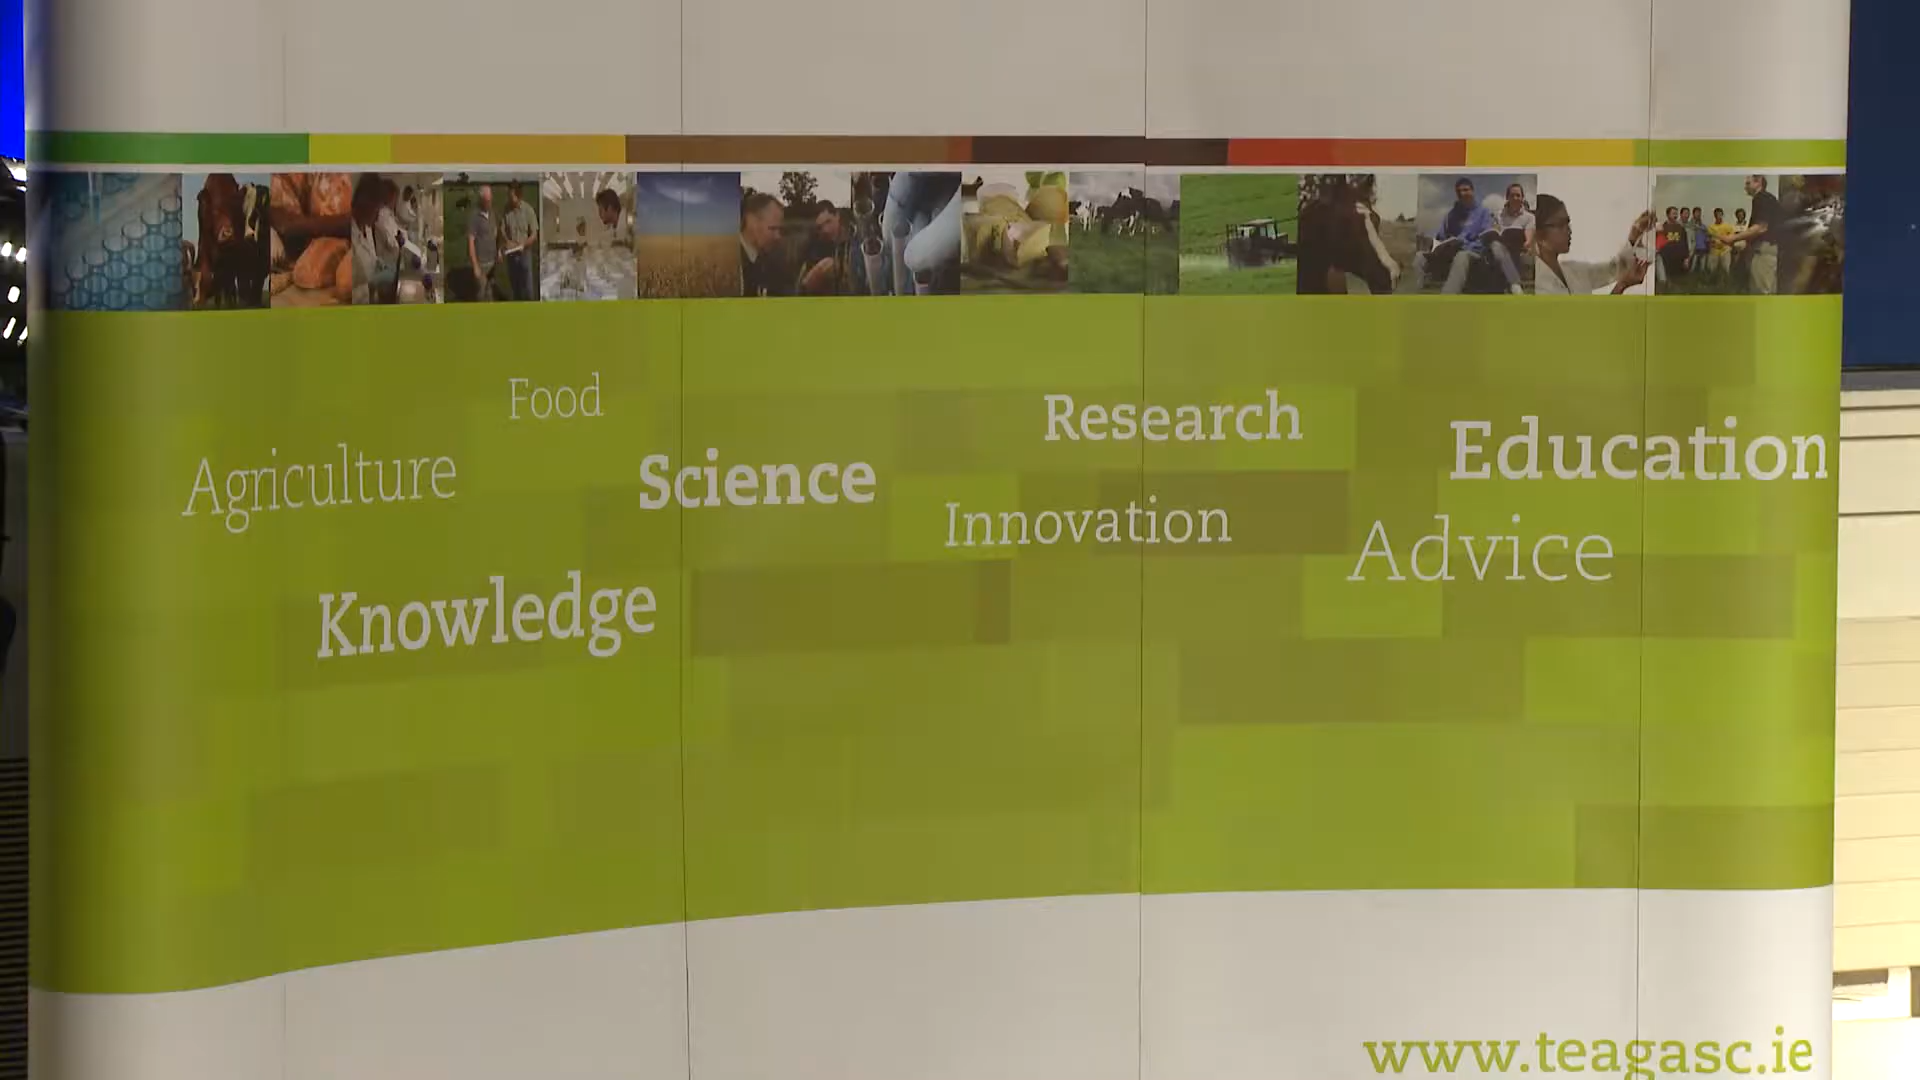 Food
Agriculture
Science
Knowledge
Research
Innovation
Education
Advice
www.teagasc.ie